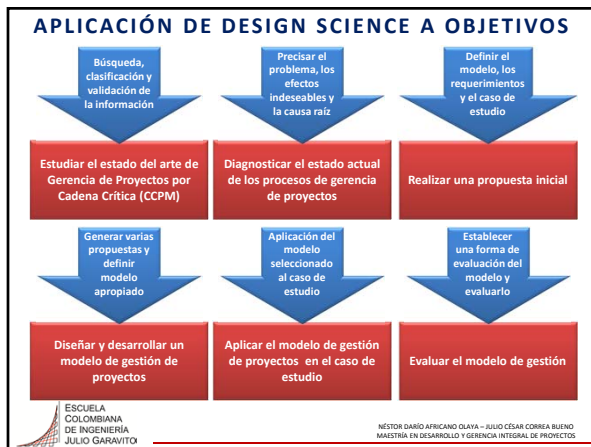 APLICACIÓN DE DESIGN SCIENCE A OBJETIVOS
Búsqueda,
clasificación y
validación de
la información
Precisar el
problema, los
efectos
indeseables y
la causa raíz
Definir el
modelo, los
requerimientos
y el caso de
estudio
Estudiar el estado del arte de
Gerencia de Proyectos por
Cadena Crítica (CCPM)
Diagnosticar el estado actual
de los procesos de gerencia
de proyectos
Realizar una propuesta inicial
Generar varias
propuestas y
definir
modelo
apropiado
Aplicación del
modelo
seleccionado
al caso de
estudio
Establecer
una forma de
evaluación del
modelo y
evaluarlo
Diseñar y desarrollar un
modelo de gestión de
proyectos
Aplicar el modelo de gestión
de proyectos en el caso de
estudio
Evaluar el modelo de gestión
ESCUELA
COLOMBIANA
DE INGENIERÍA
JULIO GARAVITO
NÉSTOR DARÍO AFRICANO OLAYA – JULIO CÉSAR CORREA BUENO
MAESTRÍA EN DESARROLLO Y GERENCIA INTEGRAL DE PROYECTOS